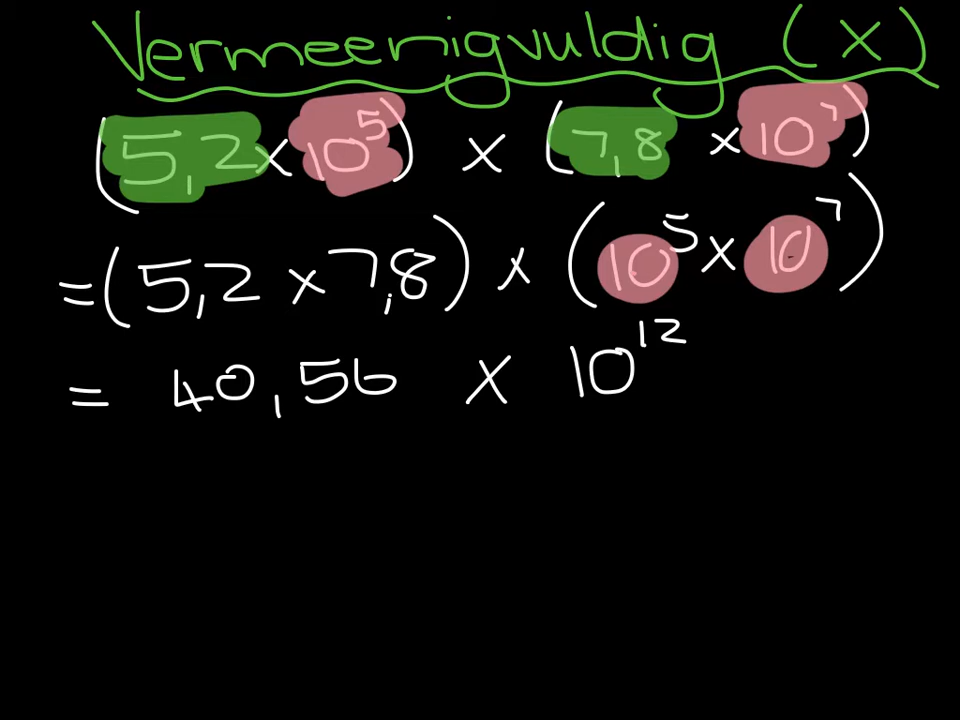 Vermeenigvuldig (x)
(5,2 x 10⁵) x (7,8 x 10⁷)
= (5,2 x 7,8) x (10⁵ x 10⁷)
= 40,56 x 10¹²